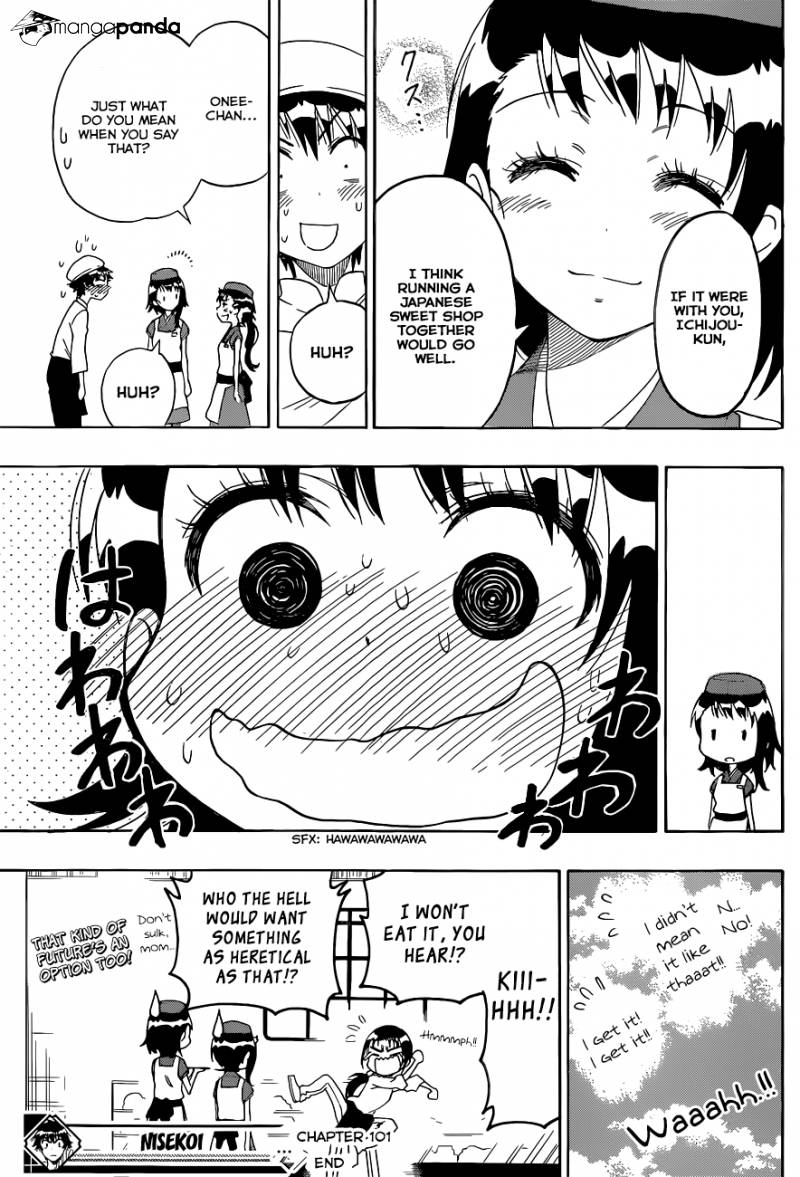 mangapanda
クス…
IF IT WERE
WITH YOU,
ICHIJOU-
KUN,
I THINK
RUNNING A
JAPANESE
SWEET SHOP
TOGETHER
WOULD GO
WELL.
HUH?
ONEE-
CHAN...
JUST WHAT
DO YOU MEAN
WHEN YOU SAY
THAT?
HUH?
はわわわわ
わわわ
SFX: HAWAWAWAWAWA
N...
NO!
I didn't
mean
it like
thaaat!!
I get it!
I get it!!
Waaahh!!
KIII-
HHH!!
I WON'T
EAT IT, YOU
HEAR!?
Hmmmmph!!
WHO THE HELL
WOULD WANT
SOMETHING
AS HERETICAL
AS THAT!?
Don't
sulk,
mom...
THAT KIND OF
FUTURE'S AN
OPTION TOO!
NISEKOI
CHAPTER 101
END